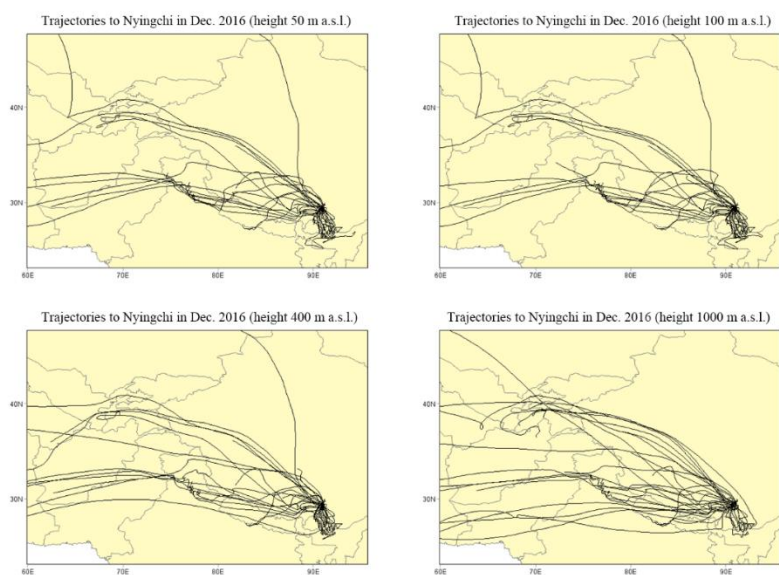 Trajectories to Nyingchi in Dec. 2016 (height 50 m a.s.l.)
40N
30N
60E 70E 80E 90E
Trajectories to Nyingchi in Dec. 2016 (height 100 m a.s.l.)
40N
30N
60E 70E 80E 90E
Trajectories to Nyingchi in Dec. 2016 (height 400 m a.s.l.)
40N
30N
60E 70E 80E 90E
Trajectories to Nyingchi in Dec. 2016 (height 1000 m a.s.l.)
40N
30N
60E 70E 80E 90E